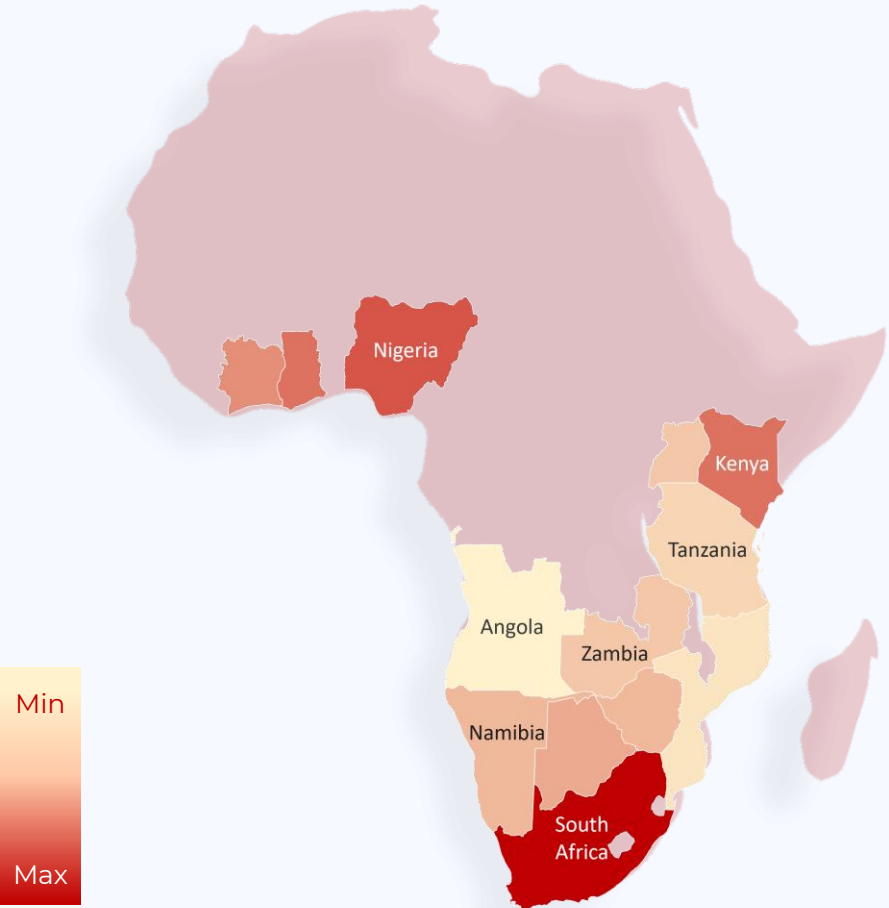 Nigeria
Kenya
Tanzania
Angola
Zambia
Namibia
South
Africa
Min
Max